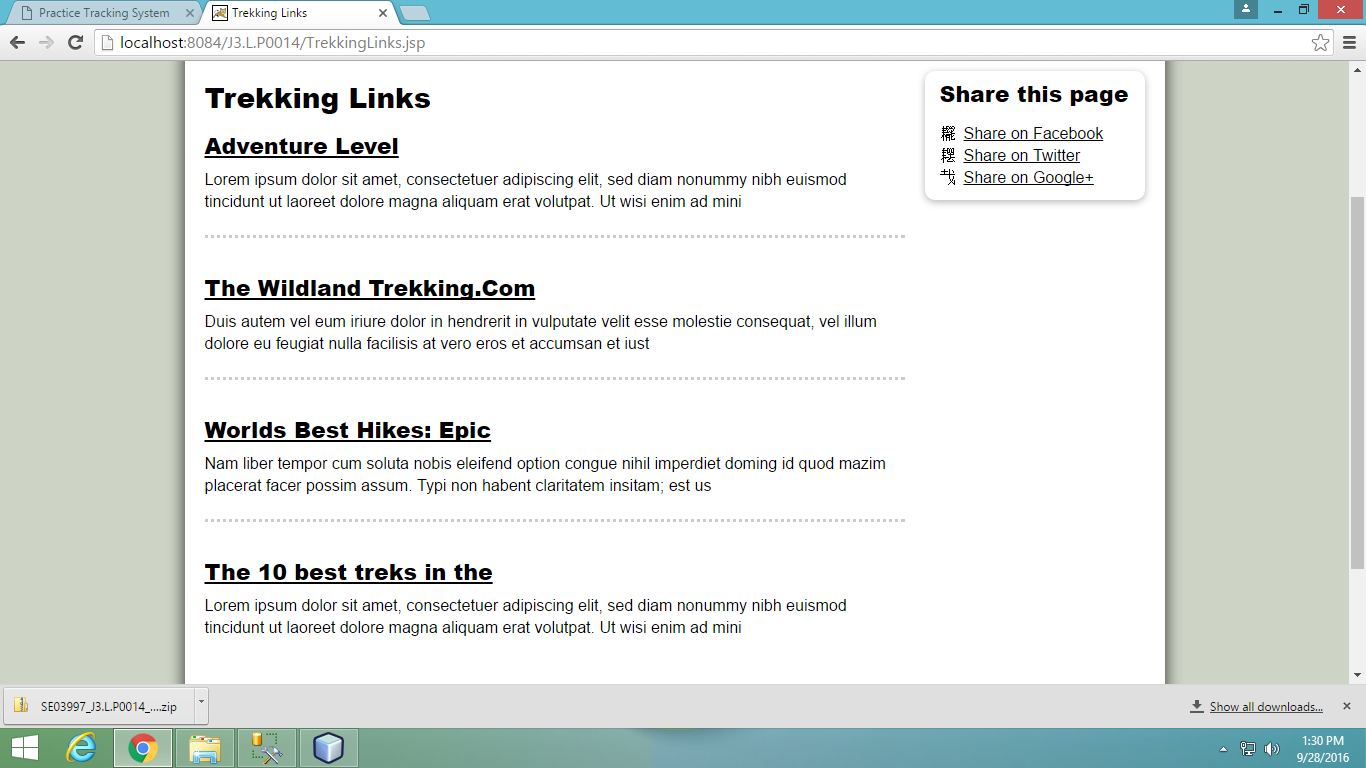 Practice Tracking System
Trekking Links
localhost:8084/J3.L.P0014/TrekkingLinks.jsp
Trekking Links
Adventure Level
Lorem ipsum dolor sit amet, consectetuer adipiscing elit, sed diam nonummy nibh euismod
tincidunt ut laoreet dolore magna aliquam erat volutpat. Ut wisi enim ad mini
The Wildland Trekking.Com
Duis autem vel eum iriure dolor in hendrerit in vulputate velit esse molestie consequat, vel illum
dolore eu feugiat nulla facilisis at vero eros et accumsan et iust
Worlds Best Hikes: Epic
Nam liber tempor cum soluta nobis eleifend option congue nihil imperdiet doming id quod mazim
placerat facer possim assum. Typi non habent claritatem insitam; est us
The 10 best treks in the
Lorem ipsum dolor sit amet, consectetuer adipiscing elit, sed diam nonummy nibh euismod
tincidunt ut laoreet dolore magna aliquam erat volutpat. Ut wisi enim ad mini
Share this page
Share on Facebook
Share on Twitter
Share on Google+
SE03997_J3.L.P0014_....zip
Show all downloads...
1:30 PM
9/28/2016